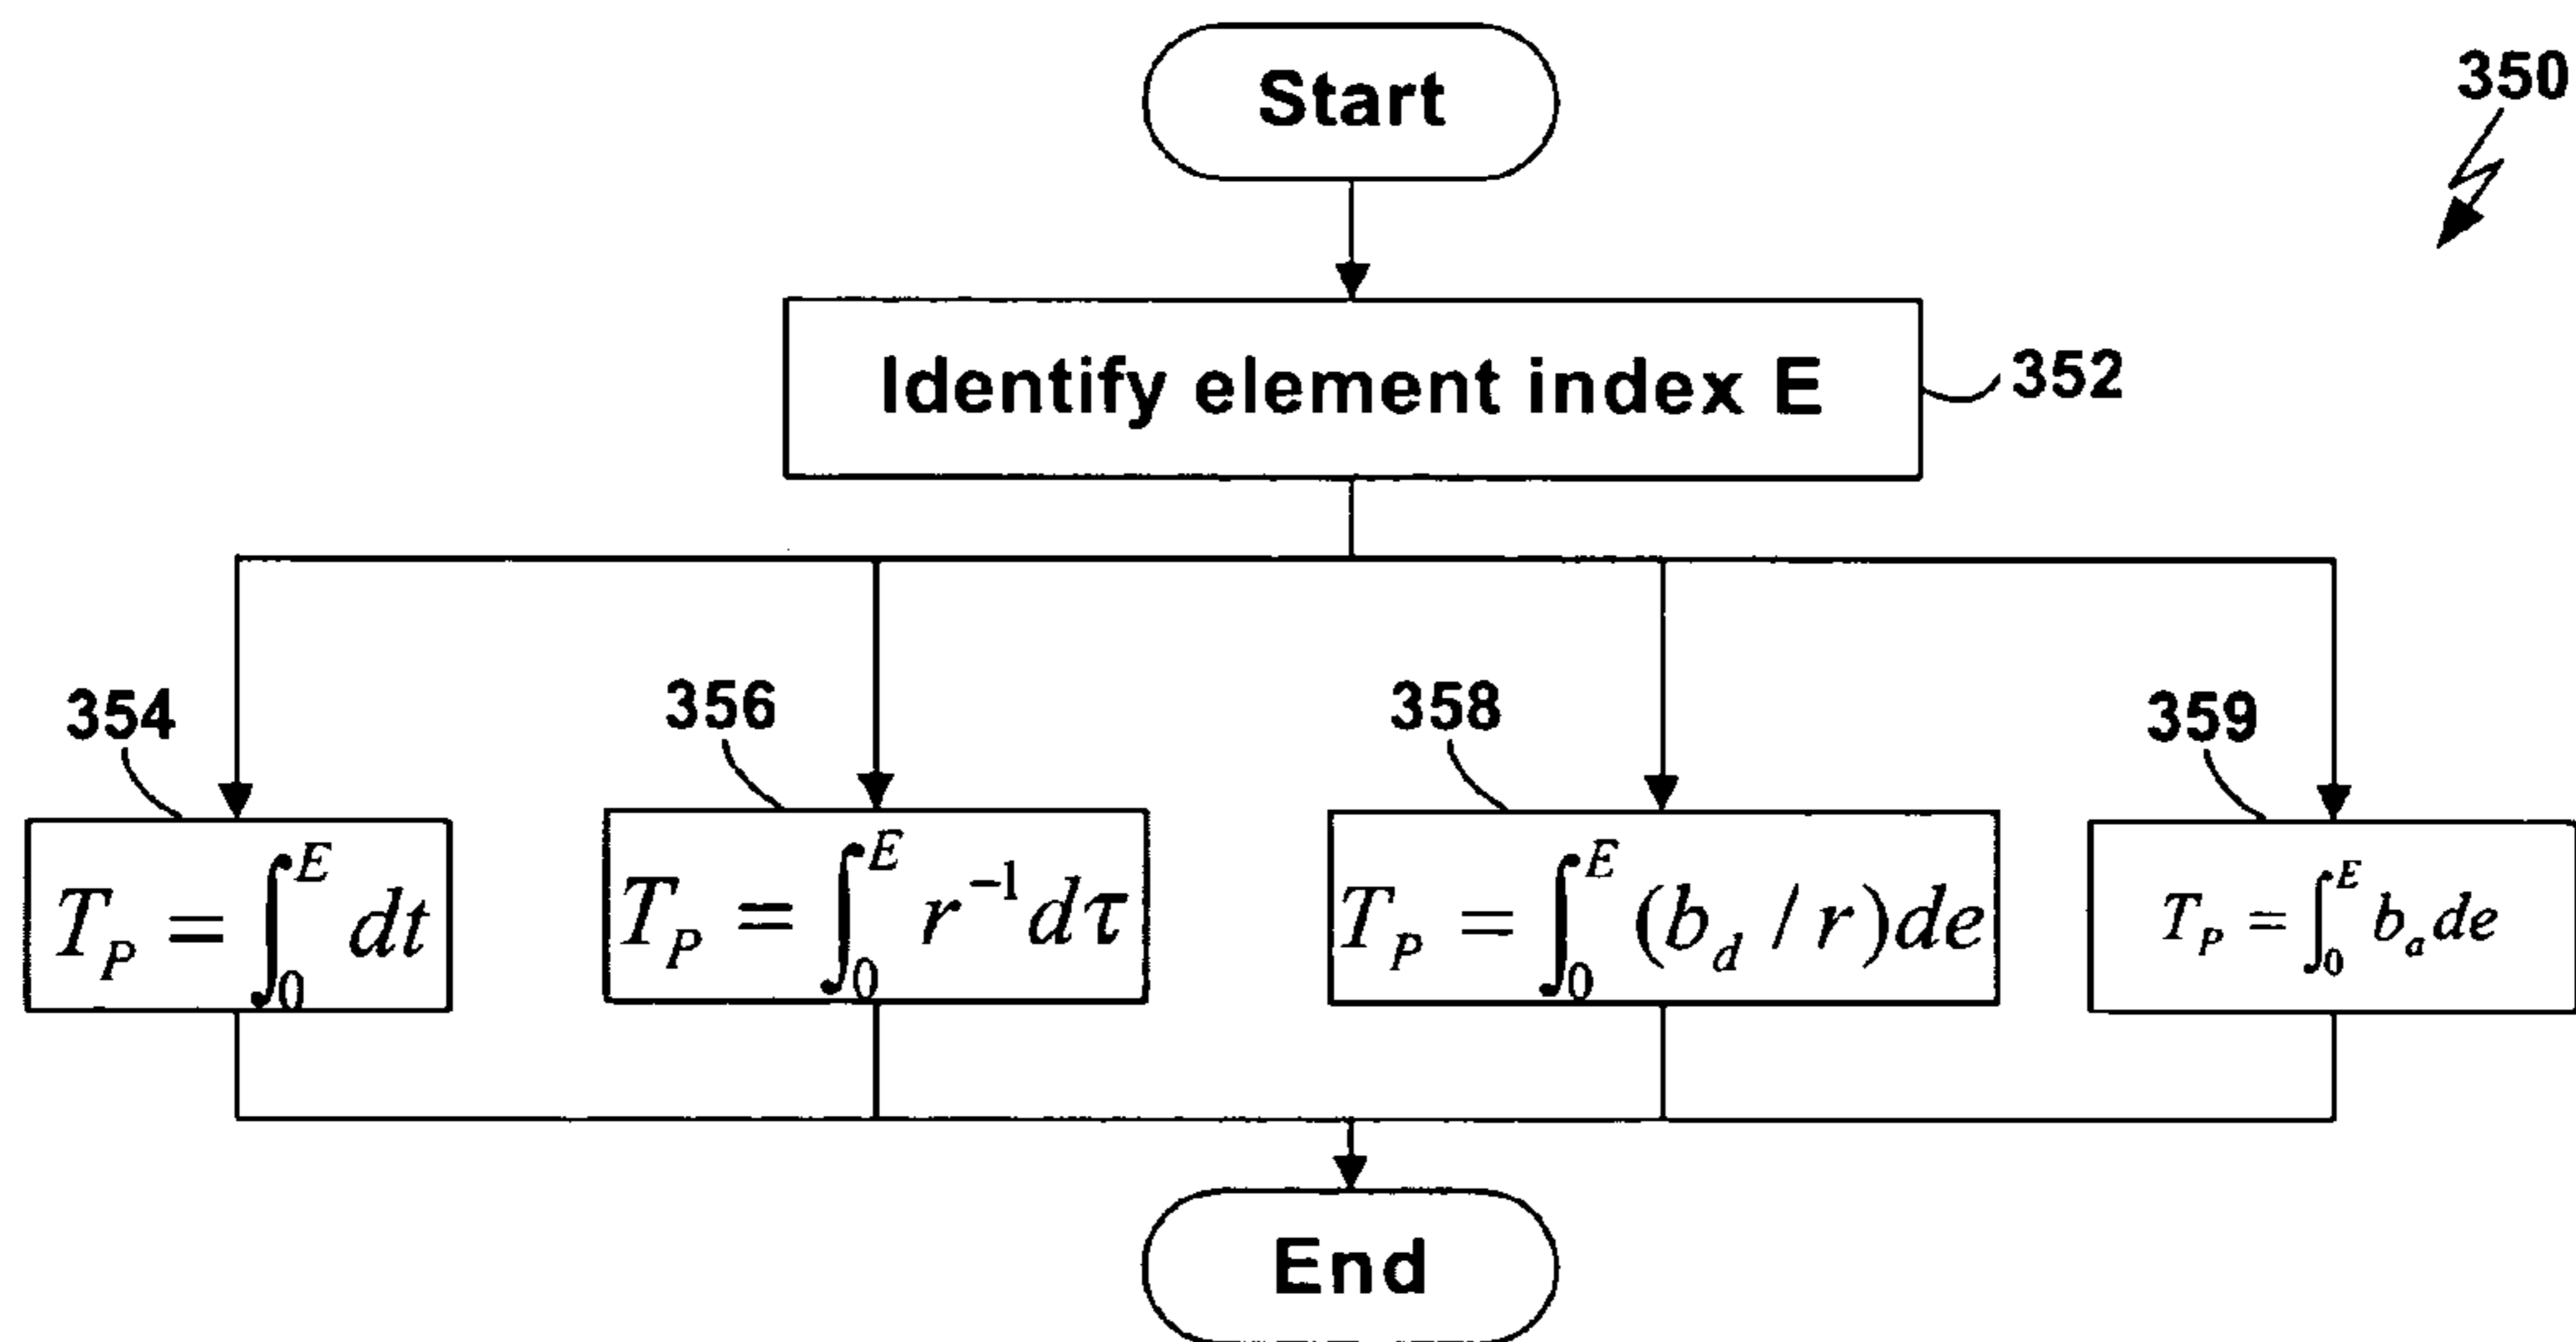 Start
350
Identify element index E
352
354
356
358
359
T_P = ∫_0^E dt
T_P = ∫_0^E r^{-1} dτ
T_P = ∫_0^E (b_d / r) de
T_P = ∫_0^E b_a de
End